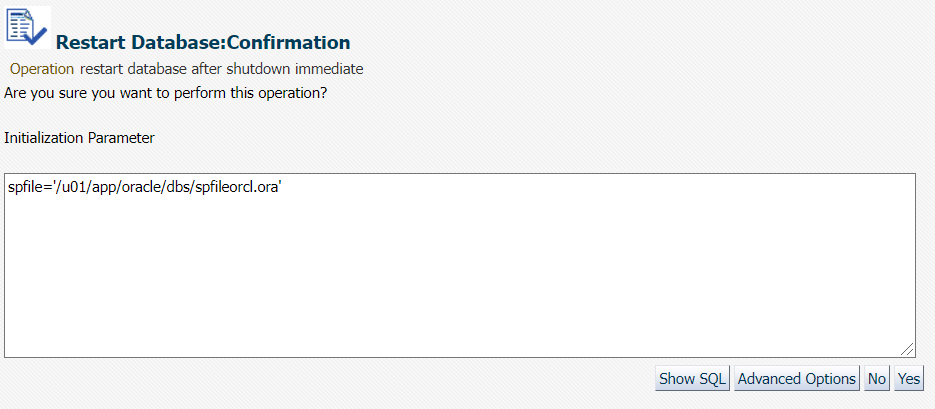 Restart Database:Confirmation
Operation restart database after shutdown immediate
Are you sure you want to perform this operation?
Initialization Parameter
spfile='/u01/app/oracle/dbs/spfileorcl.ora'
Show SQL Advanced Options No Yes